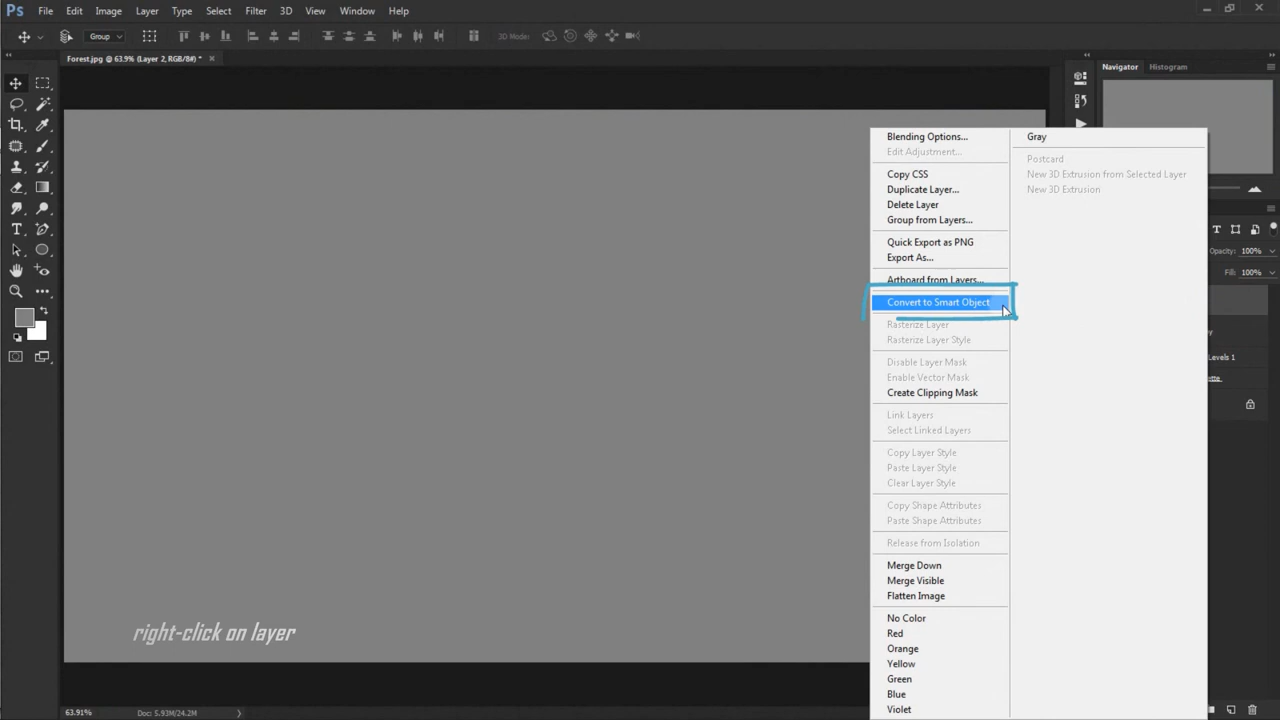 Ps File Edit Image Layer Type Select Filter 3D View Window Help
Group 3D Mode:
Forest.jpg @ 63.9% (Layer 2, RGB/8#) * ×
Navigator Histogram
Blending Options...
Edit Adjustment...
Copy CSS
Duplicate Layer...
Delete Layer
Group from Layers...
Quick Export as PNG
Export As...
Artboard from Layers...
Convert to Smart Object
Rasterize Layer
Rasterize Layer Style
Disable Layer Mask
Enable Vector Mask
Create Clipping Mask
Link Layers
Select Linked Layers
Copy Layer Style
Paste Layer Style
Clear Layer Style
Copy Shape Attributes
Paste Shape Attributes
Release from Isolation
Merge Down
Merge Visible
Flatten Image
No Color
Red
Orange
Yellow
Green
Blue
Violet
Gray
Postcard
New 3D Extrusion from Selected Layer
New 3D Extrusion
Opacity: 100%
Fill: 100%
Levels 1
right-click on layer
63.91% Doc: 5.93M/24.2M